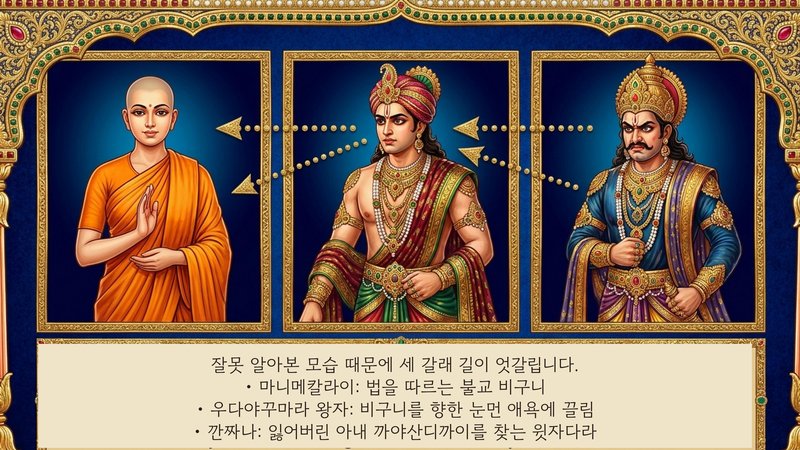 잘못 알아본 모습 때문에 세 갈래 길이 엇갈립니다.
• 마니메칼라이: 법을 따르는 불교 비구니
• 우다야꾸마라 왕자: 비구니를 향한 눈먼 애욕에 끌림
• 깐짜나: 잃어버린 아내 까야산디까이를 찾는 윗자다라